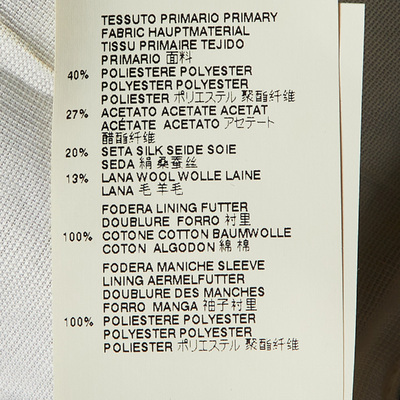 TESSUTO PRIMARIO PRIMARY
FABRIC HAUPTMATERIAL
TISSU PRIMAIRE TEJIDO
PRIMARIO 面料
40% POLIESTERE POLYESTER
POLYESTER POLYESTER
POLIESTER ポリエステル 聚酯纤维
27% ACETATO ACETATE ACETAT
ACÉTATE ACETATO アセテート
醋酯纤维
20% SETA SILK SEIDE SOIE
SEDA 絹 桑蚕丝
13% LANA WOOL WOLLE LAINE
LANA 毛 羊毛
FODERA LINING FUTTER
DOUBLURE FORRO 衬里
100% COTONE COTTON BAUMWOLLE
COTON ALGODON 綿 棉
FODERA MANICHE SLEEVE
LINING AERMELFUTTER
DOUBLURE DES MANCHES
FORRO MANGA 袖子衬里
100% POLIESTERE POLYESTER
POLYESTER POLYESTER
POLIESTER ポリエステル 聚酯纤维